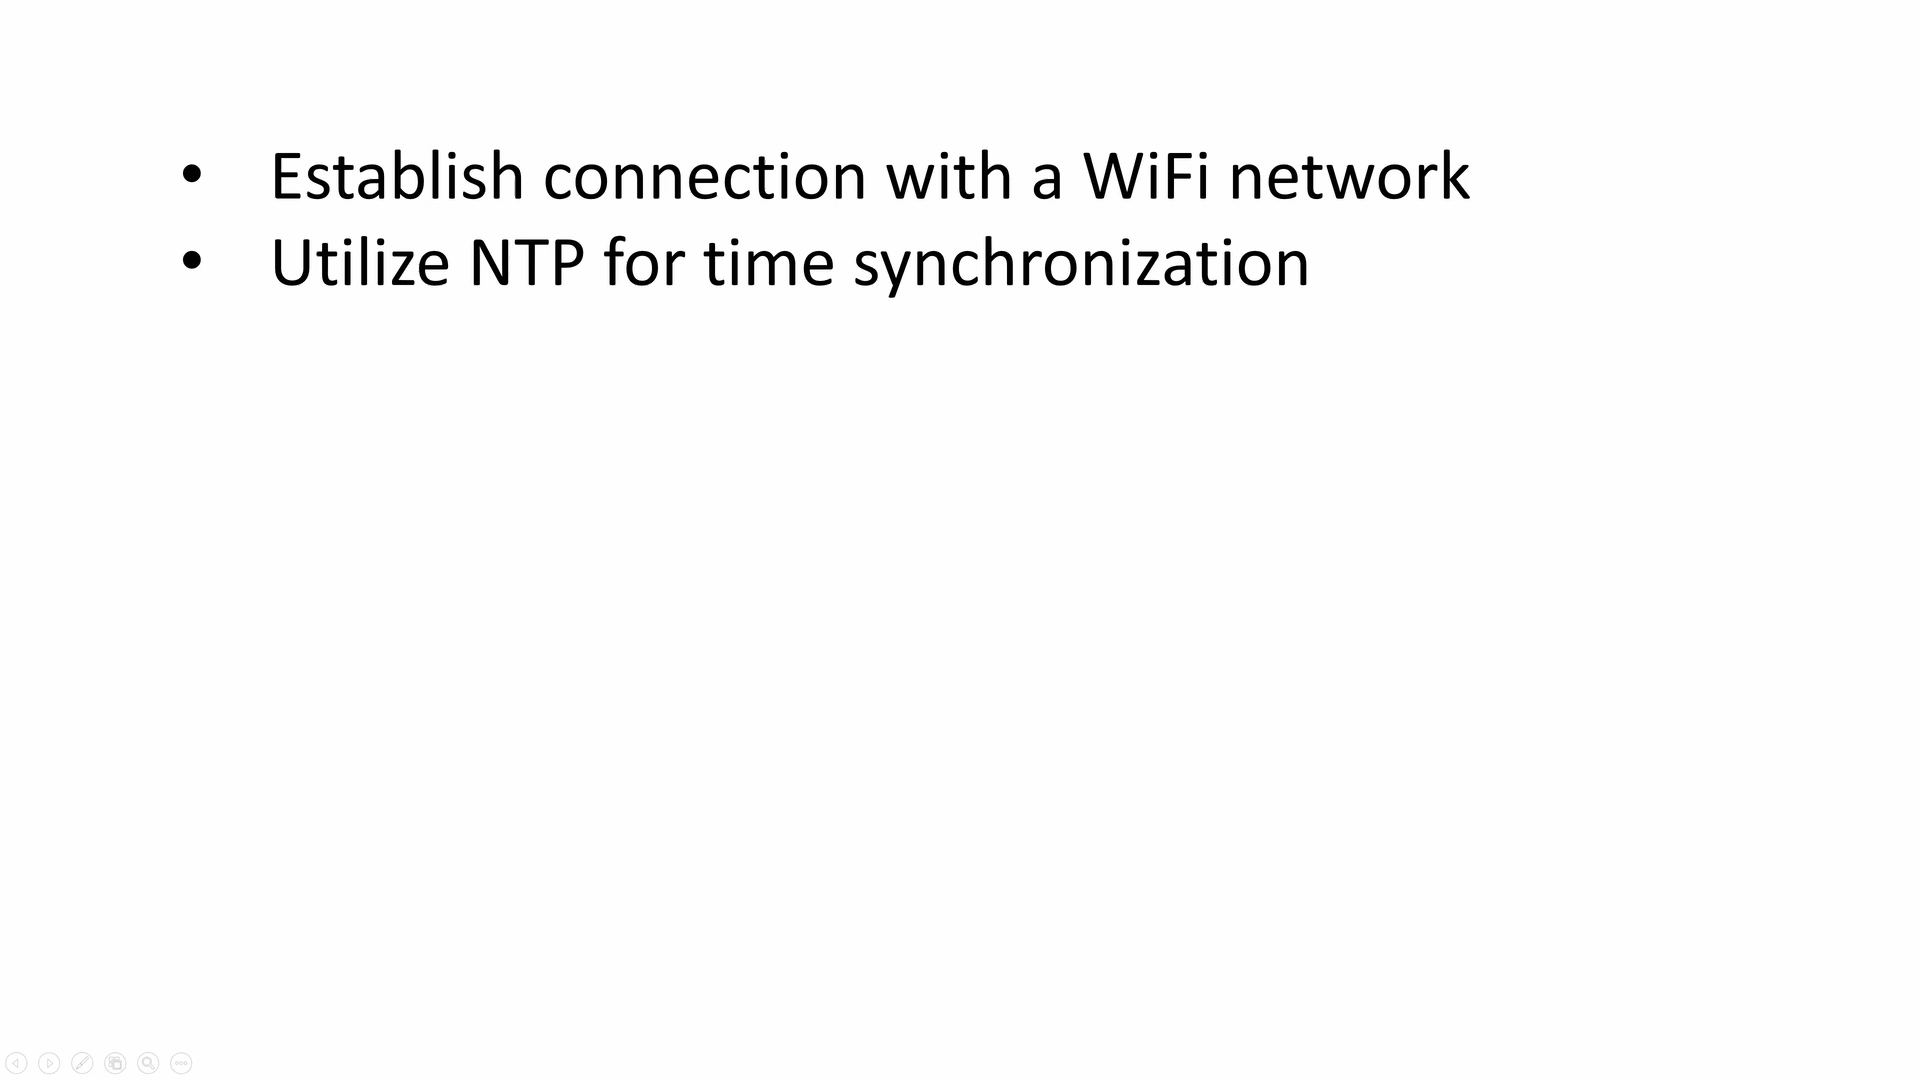 • Establish connection with a WiFi network
• Utilize NTP for time synchronization